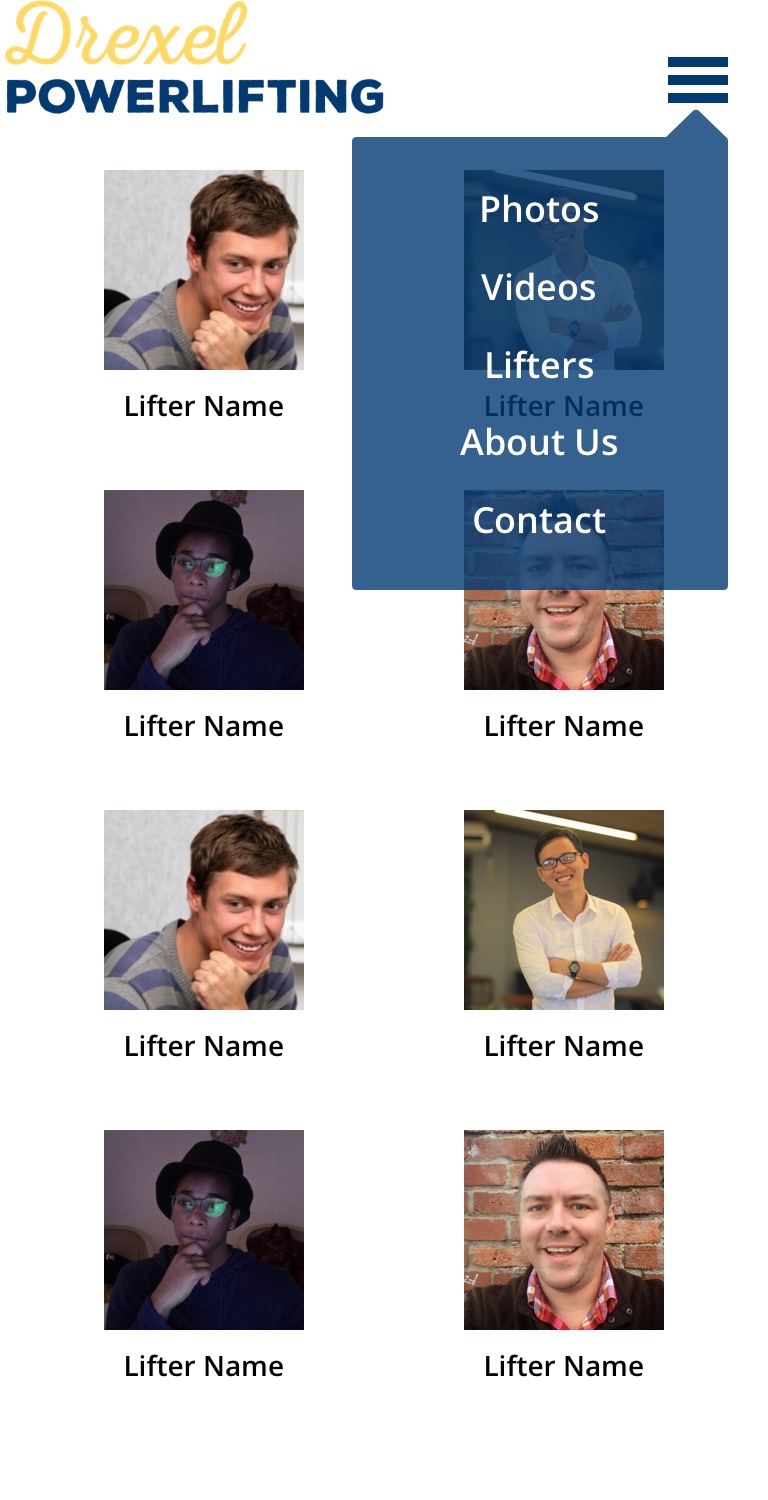 Drexel
POWERLIFTING
Photos
Videos
Lifters
About Us
Contact
Lifter Name
Lifter Name
Lifter Name
Lifter Name
Lifter Name
Lifter Name
Lifter Name
Lifter Name